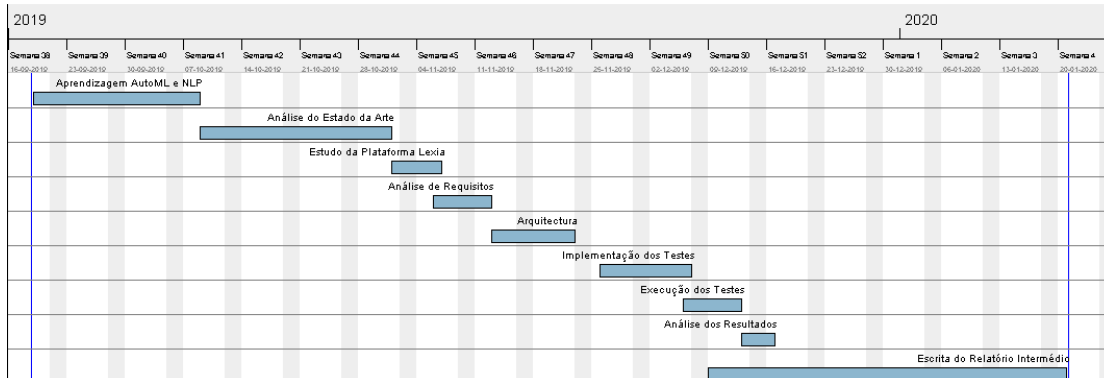 2019 2020
Semana 38 Semana 39 Semana 40 Semana 41 Semana 42 Semana 43 Semana 44 Semana 45 Semana 46 Semana 47 Semana 48 Semana 49 Semana 50 Semana 51 Semana 52 Semana 1 Semana 2 Semana 3 Semana 4
16-09-2019 23-09-2019 30-09-2019 07-10-2019 14-10-2019 21-10-2019 28-10-2019 04-11-2019 11-11-2019 18-11-2019 25-11-2019 02-12-2019 09-12-2019 16-12-2019 23-12-2019 30-12-2019 06-01-2020 13-01-2020 20-01-2020
Aprendizagem AutoML e NLP
Análise do Estado da Arte
Estudo da Plataforma Lexia
Análise de Requisitos
Arquitectura
Implementação dos Testes
Execução dos Testes
Análise dos Resultados
Escrita do Relatório Intermédio